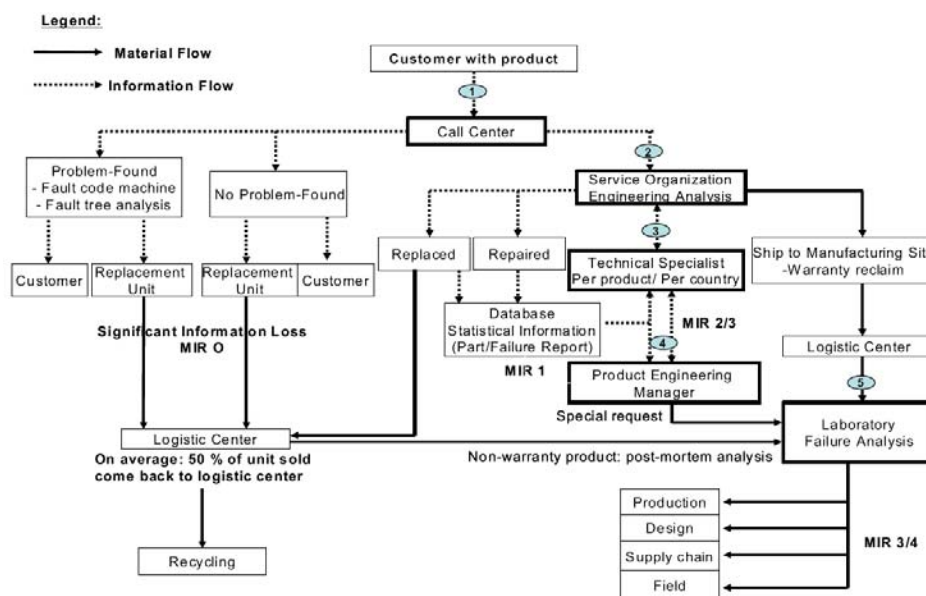 Legend:
Material Flow
Information Flow
Customer with product
1
Call Center
2
Problem-Found
- Fault code machine
- Fault tree analysis
No Problem-Found
Service Organization
Engineering Analysis
3
Customer
Replacement
Unit
Replacement
Unit
Customer
Replaced
Repaired
Technical Specialist
Per product/ Per country
Ship to Manufacturing Sit
-Warranty reclaim
Significant Information Loss
MIR O
Database
Statistical Information
(Part/Failure Report)
MIR 1
MIR 2/3
4
Logistic Center
5
Product Engineering
Manager
Special request
Laboratory
Failure Analysis
Logistic Center
On average: 50 % of unit sold
come back to logistic center
Non-warranty product: post-mortem analysis
Production
Design
Supply chain
Field
MIR 3/4
Recycling